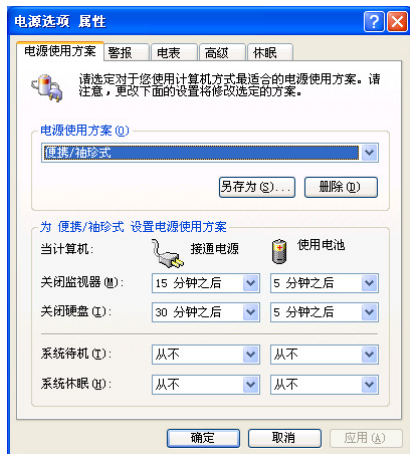 电源选项 属性
电源使用方案 警报 电表 高级 休眠
请选定对于您使用计算机方式最适合的电源使用方案。请
注意，更改下面的设置将修改选定的方案。
电源使用方案(O)
便携/袖珍式
另存为(S)... 删除(D)
为 便携/袖珍式 设置电源使用方案
当计算机: 接通电源 使用电池
关闭监视器(M): 15 分钟之后 5 分钟之后
关闭硬盘(I): 30 分钟之后 5 分钟之后
系统待机(T): 从不 从不
系统休眠(H): 从不 从不
确定 取消 应用(A)